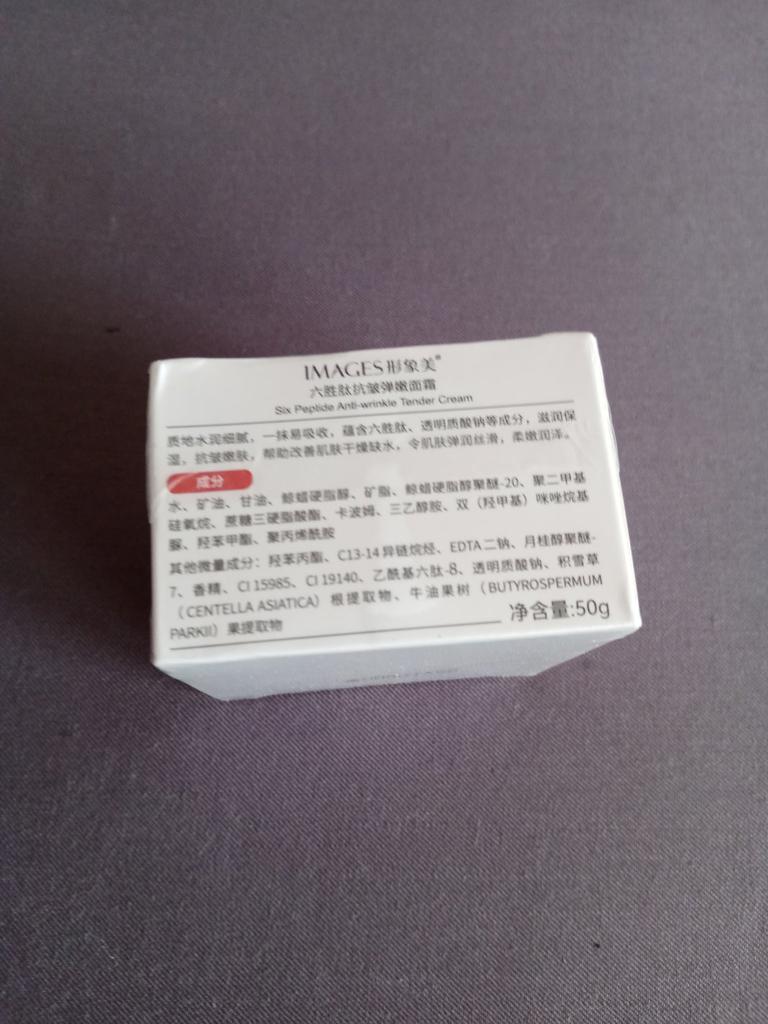 IMAGES形象美®
六胜肽抗皱弹嫩面霜
Six Peptide Anti-wrinkle Tender Cream
质地水润细腻，一抹易吸收，蕴含六胜肽、透明质酸钠等成分，滋润保
湿，抗皱嫩肤，帮助改善肌肤干燥缺水，令肌肤弹润丝滑，柔嫩润泽。
成分
水、矿油、甘油、鲸蜡硬脂醇、矿脂、鲸蜡硬脂醇聚醚-20、聚二甲基
硅氧烷、蔗糖三硬脂酸酯、卡波姆、三乙醇胺、双（羟甲基）咪唑烷基
脲、羟苯甲酯、聚丙烯酰胺
其他微量成分：羟苯丙酯、C13-14异链烷烃、EDTA二钠、月桂醇聚醚-
7、香精、CI 15985、CI 19140、乙酰基六肽-8、透明质酸钠、积雪草
（CENTELLA ASIATICA）根提取物、牛油果树（BUTYROSPERMUM
PARKII）果提取物
净含量:50g